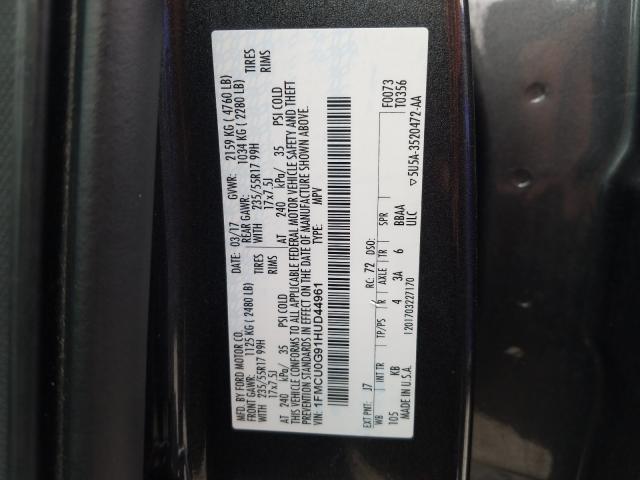 MFD. BY FORD MOTOR CO.
DATE: 03/17 GVWR: 2159 KG ( 4760 LB)
FRONT GAWR: 1125 KG ( 2480 LB) REAR GAWR: 1034 KG ( 2280 LB)
WITH 235/55R17 99H TIRES WITH 235/55R17 99H TIRES
17x7.5J RIMS 17x7.5J RIMS
AT 240 kPa/ 35 PSI COLD AT 240 kPa/ 35 PSI COLD
THIS VEHICLE CONFORMS TO ALL APPLICABLE FEDERAL MOTOR VEHICLE SAFETY AND THEFT
PREVENTION STANDARDS IN EFFECT ON THE DATE OF MANUFACTURE SHOWN ABOVE.
VIN: 1FMCU0G91HUD44961 TYPE: MPV
F0073
T0356
EXT PNT: J7 RC: 72 DSO:
WB INT TR TP/PS R AXLE TR SPR
105 KB 4 3A 6 BBAA
MADE IN U.S.A. 1201703227170 ULC
▽5U5A-3520472-AA